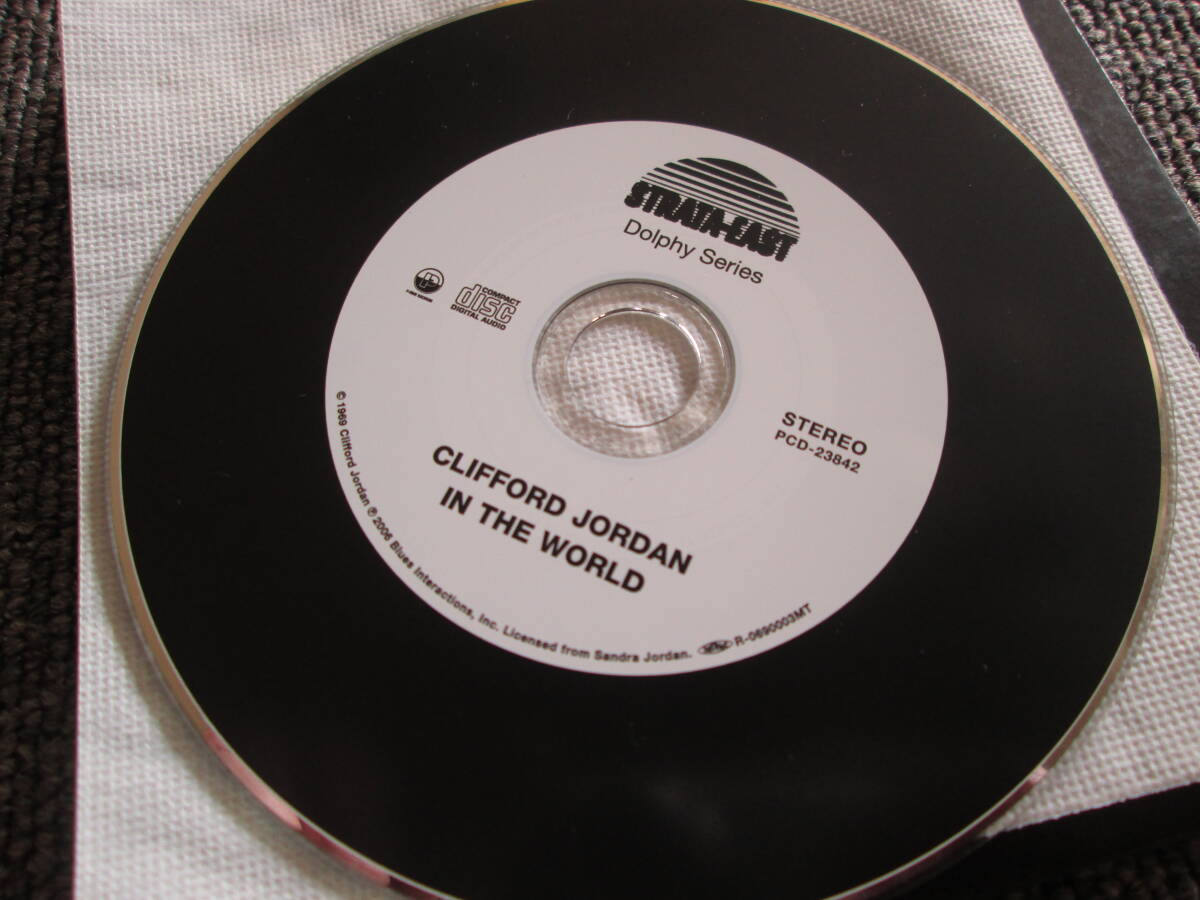 STRATA-EAST
Dolphy Series
COMPACT
disc
DIGITAL AUDIO
STEREO
PCD-23842
CLIFFORD JORDAN
IN THE WORLD
© 1969 Clifford Jordan ℗ 2006 Blues Interactions, Inc. Licensed from Sandra Jordan.
R-0690003MT